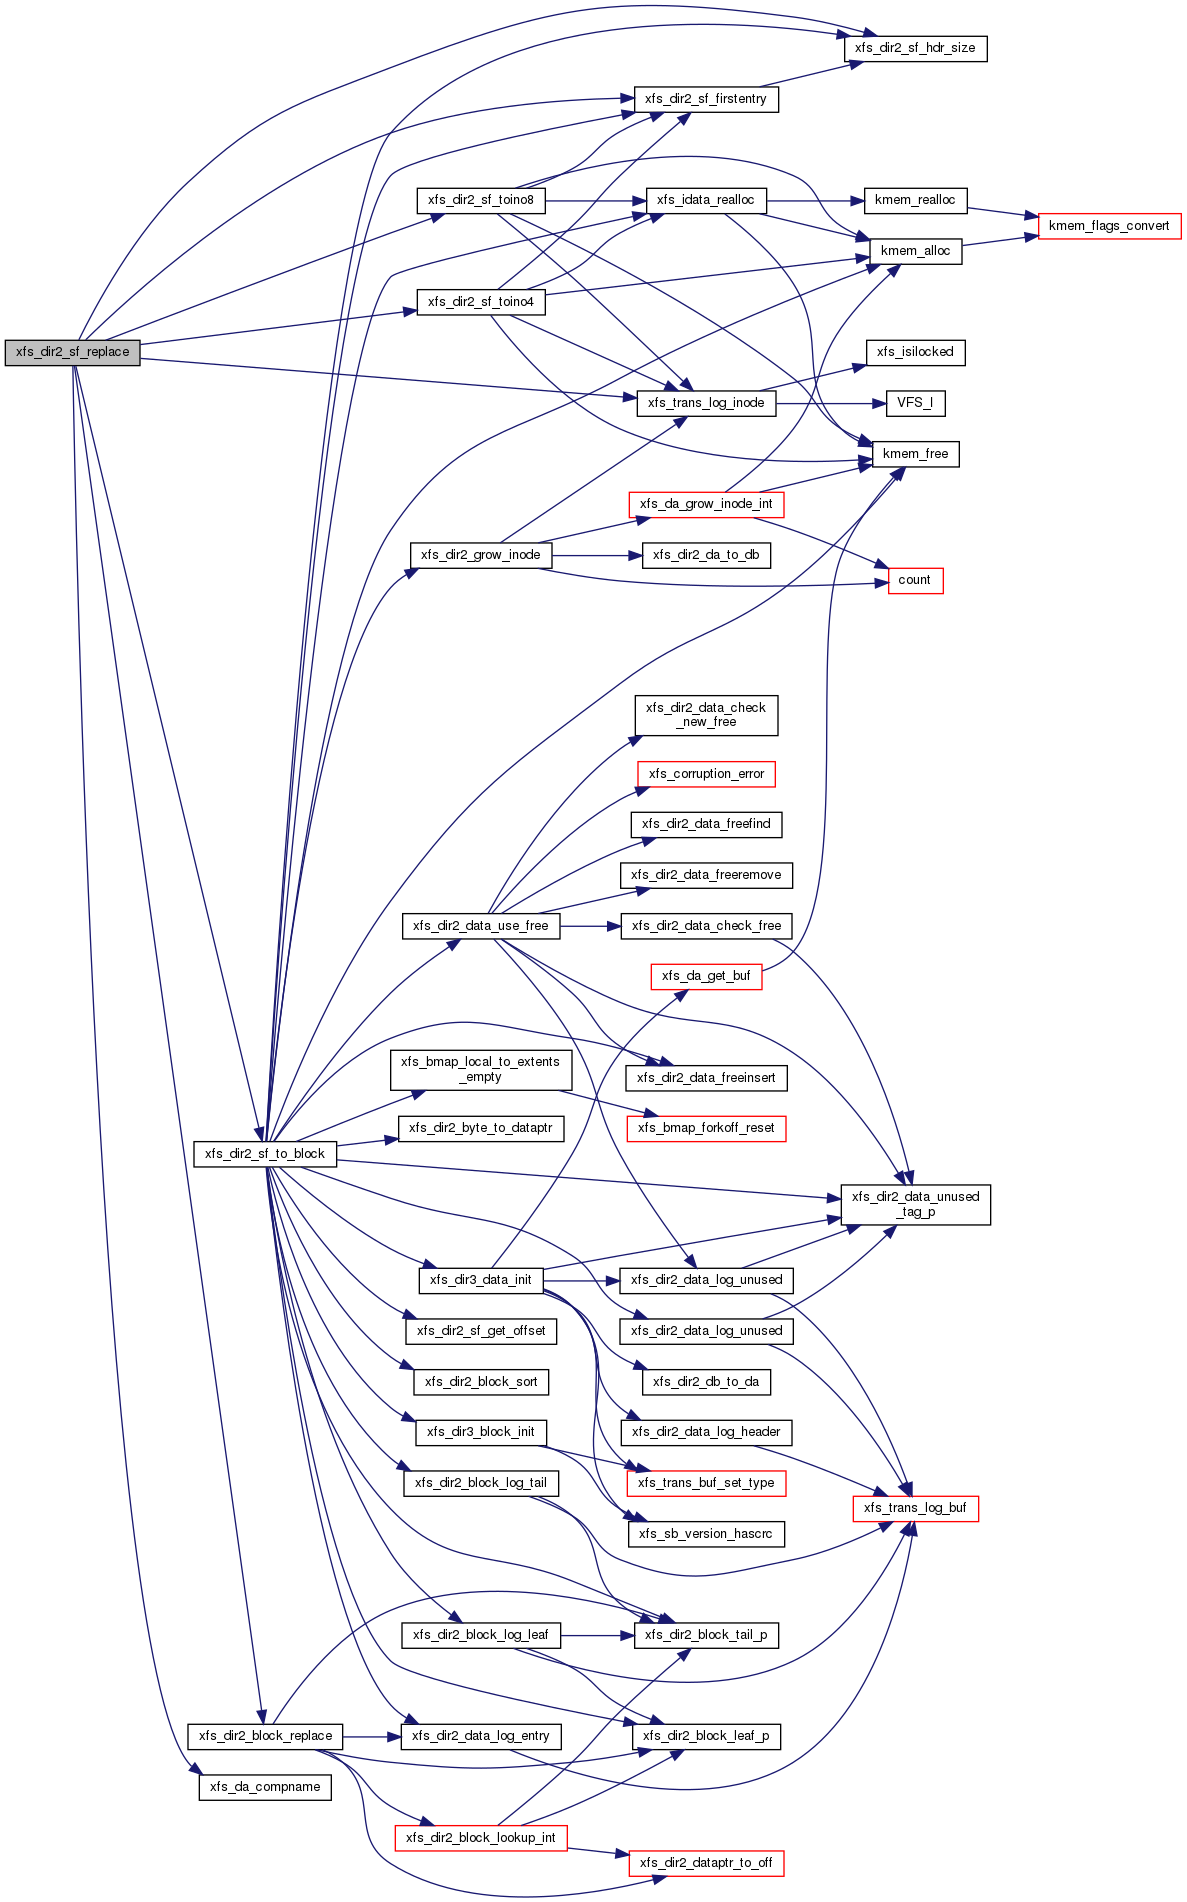 xfs_dir2_sf_hdr_size
xfs_dir2_sf_firstentry
xfs_dir2_sf_toino8
xfs_idata_realloc
kmem_realloc
kmem_flags_convert
kmem_alloc
xfs_dir2_sf_toino4
xfs_dir2_sf_replace
xfs_isilocked
xfs_trans_log_inode
VFS_I
kmem_free
xfs_da_grow_inode_int
xfs_dir2_grow_inode
xfs_dir2_da_to_db
count
xfs_dir2_data_check
_new_free
xfs_corruption_error
xfs_dir2_data_freefind
xfs_dir2_data_freeremove
xfs_dir2_data_use_free
xfs_dir2_data_check_free
xfs_da_get_buf
xfs_bmap_local_to_extents
_empty
xfs_dir2_data_freeinsert
xfs_dir2_byte_to_dataptr
xfs_bmap_forkoff_reset
xfs_dir2_sf_to_block
xfs_dir2_data_unused
_tag_p
xfs_dir3_data_init
xfs_dir2_data_log_unused
xfs_dir2_sf_get_offset
xfs_dir2_data_log_unused
xfs_dir2_block_sort
xfs_dir2_db_to_da
xfs_dir3_block_init
xfs_dir2_data_log_header
xfs_dir2_block_log_tail
xfs_trans_buf_set_type
xfs_trans_log_buf
xfs_sb_version_hascrc
xfs_dir2_block_log_leaf
xfs_dir2_block_tail_p
xfs_dir2_block_replace
xfs_dir2_data_log_entry
xfs_dir2_block_leaf_p
xfs_da_compname
xfs_dir2_block_lookup_int
xfs_dir2_dataptr_to_off